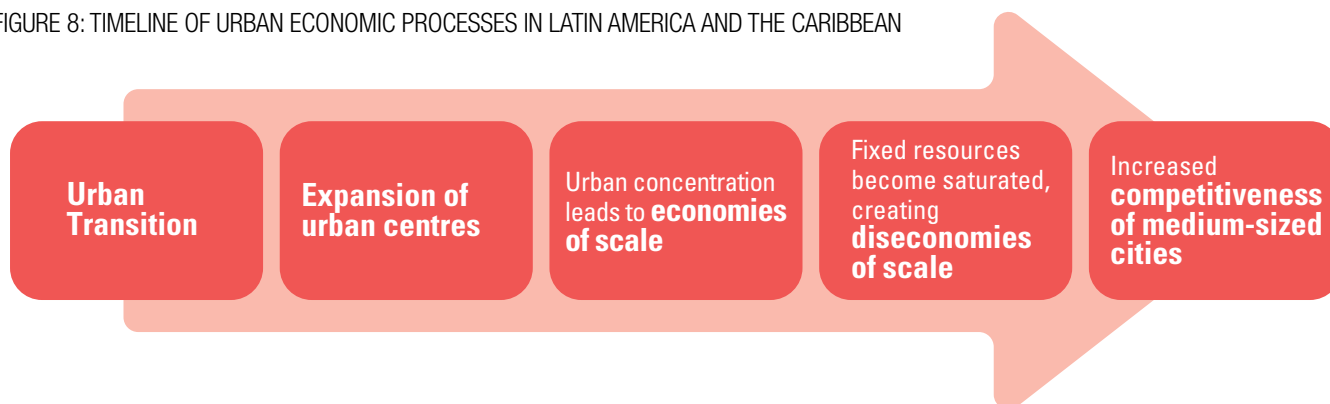 FIGURE 8: TIMELINE OF URBAN ECONOMIC PROCESSES IN LATIN AMERICA AND THE CARIBBEAN
Urban
Transition
Expansion of
urban centres
Urban concentration
leads to economies
of scale
Fixed resources
become saturated,
creating
diseconomies
of scale
Increased
competitiveness
of medium-sized
cities